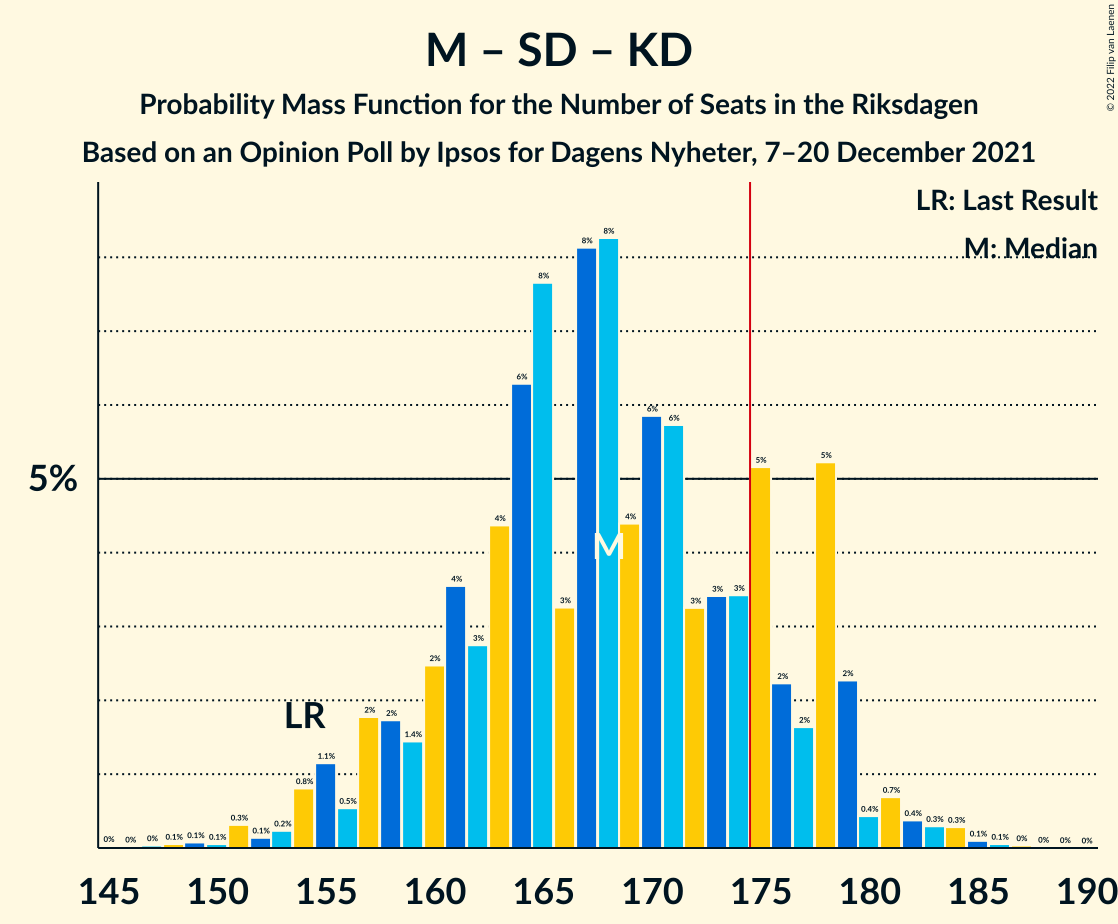 M – SD – KD
Probability Mass Function for the Number of Seats in the Riksdagen
Based on an Opinion Poll by Ipsos for Dagens Nyheter, 7–20 December 2021
© 2022 Filip van Laenen
LR: Last Result
M: Median
5%
LR
M
0% 0% 0% 0.1% 0.1% 0.1% 0.3% 0.1% 0.2% 0.8% 1.1% 0.5% 2% 2% 1.4% 2% 4% 3% 4% 6% 8% 3% 8% 8% 4% 6% 6% 3% 3% 3% 5% 2% 2% 5% 2% 0.4% 0.7% 0.4% 0.3% 0.3% 0.1% 0.1% 0% 0% 0% 0%
145 150 155 160 165 170 175 180 185 190